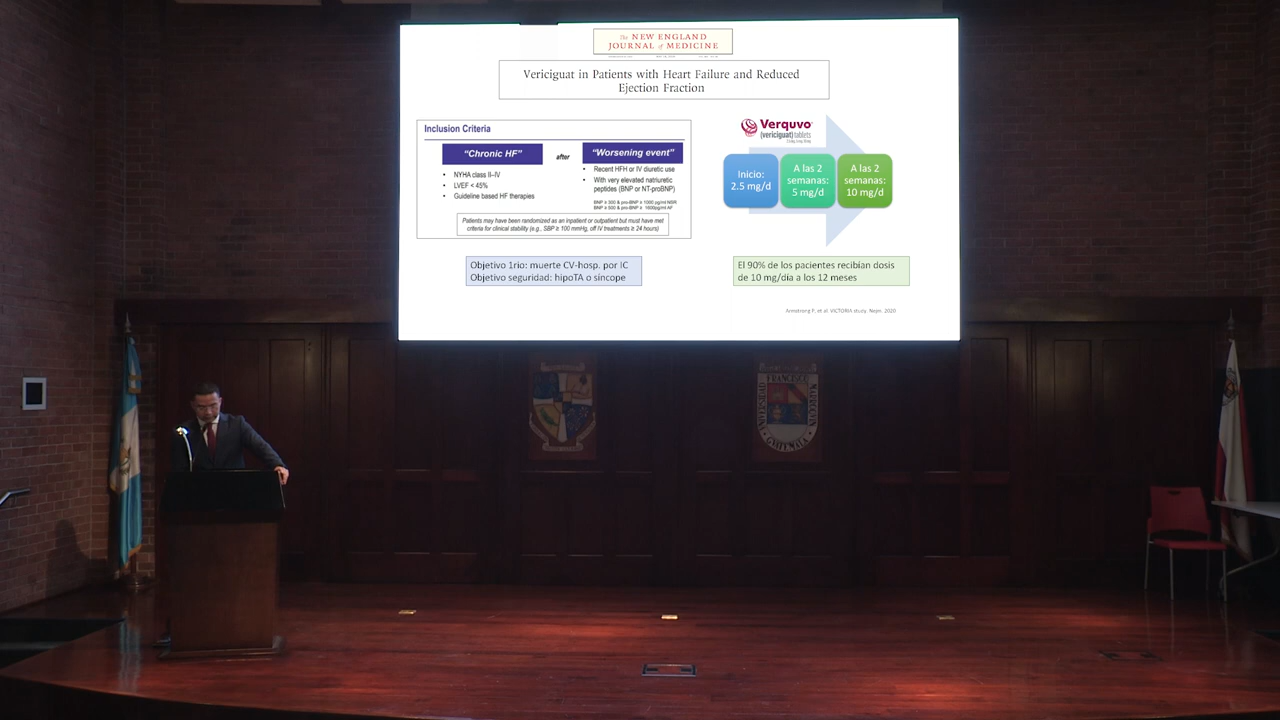 The NEW ENGLAND
JOURNAL of MEDICINE
Vericiguat in Patients with Heart Failure and Reduced
Ejection Fraction
Inclusion Criteria
“Chronic HF”
after
“Worsening event”
• NYHA class II–IV
• LVEF < 45%
• Guideline based HF therapies
• Recent HFH or IV diuretic use
• With very elevated natriuretic
peptides (BNP or NT-proBNP)
BNP ≥ 300 & pro-BNP ≥ 1000 pg/ml NSR
BNP ≥ 500 & pro-BNP ≥ 1600pg/ml AF
Patients may have been randomized as an inpatient or outpatient but must have met
criteria for clinical stability (e.g., SBP ≥ 100 mmHg, off IV treatments ≥ 24 hours)
Objetivo 1rio: muerte CV-hosp. por IC
Objetivo seguridad: hipoTA o síncope
Verquvo
(vericiguat) tablets
Inicio:
2.5 mg/d
A las 2
semanas:
5 mg/d
A las 2
semanas:
10 mg/d
El 90% de los pacientes recibían dosis
de 10 mg/día a los 12 meses
Armstrong P, et al. VICTORIA study. Nejm. 2020
UNIVERSIDAD FRANCISCO MARROQUIN
GUATEMALA